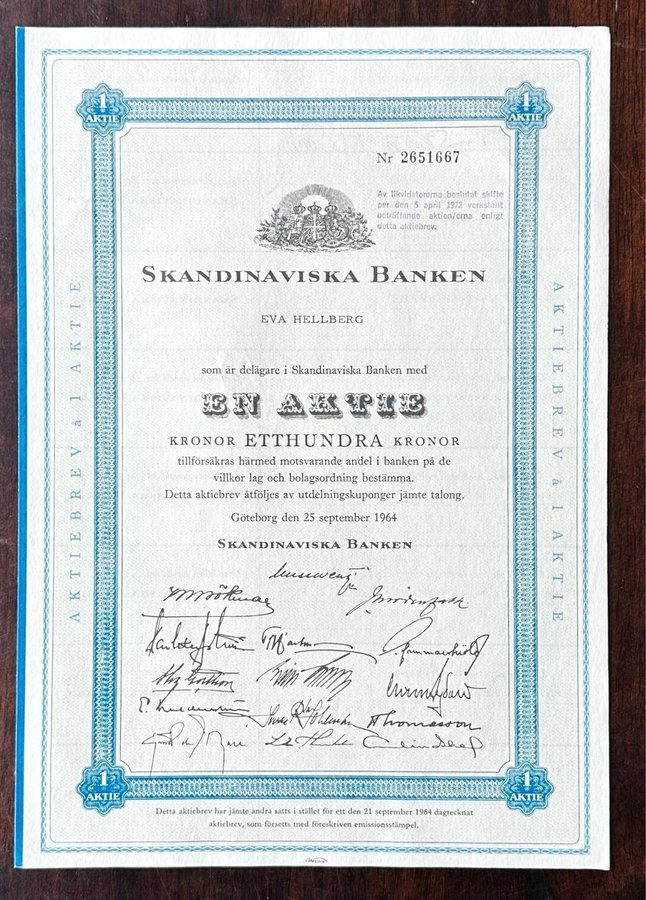 1
AKTIE
1
AKTIE
Nr 2651667
Av likvidatorerna beslutat skifte
per den 5 april 1972 verkställt
beträffande aktien/erna enligt
detta aktiebrev.
SKANDINAVISKA BANKEN
EVA HELLBERG
som är delägare i Skandinaviska Banken med
EN AKTIE
KRONOR ETTHUNDRA KRONOR
tillförsäkras härmed motsvarande andel i banken på de
villkor lag och bolagsordning bestämma.
Detta aktiebrev åtföljes av utdelningskuponger jämte talong.
Göteborg den 25 september 1964
SKANDINAVISKA BANKEN
Thomasson
AKTIEBREV à 1 AKTIE
AKTIEBREV à 1 AKTIE
1
AKTIE
1
AKTIE
Detta aktiebrev har jämte andra satts i stället för ett den 21 september 1964 dagtecknat
aktiebrev, som försetts med föreskriven emissionsstämpel.